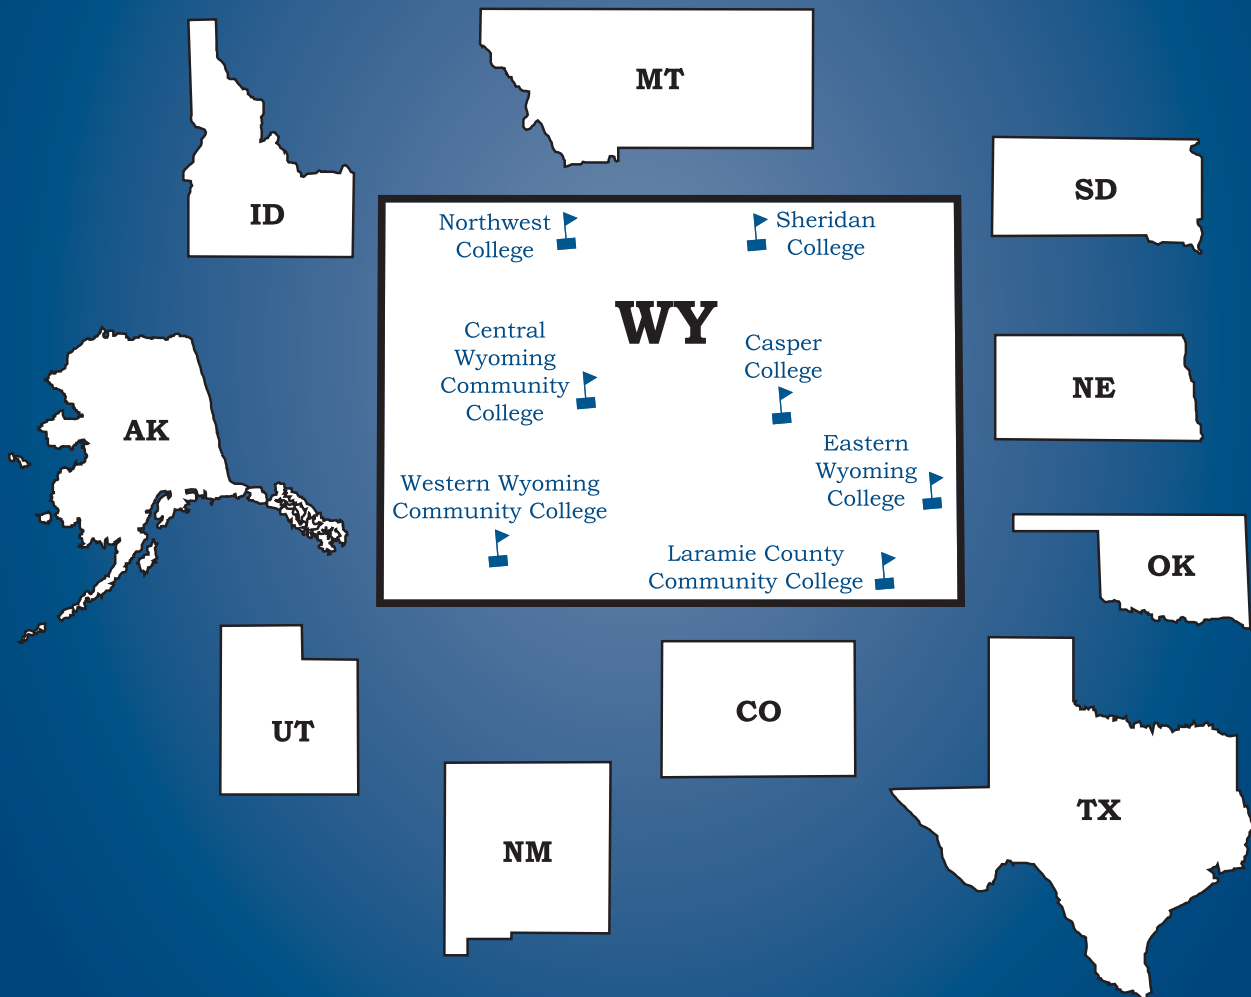 MT
ID
SD
Northwest
College
Sheridan
College
WY
Central
Wyoming
Community
College
Casper
College
AK
NE
Eastern
Wyoming
College
Western Wyoming
Community College
Laramie County
Community College
OK
UT
CO
NM
TX